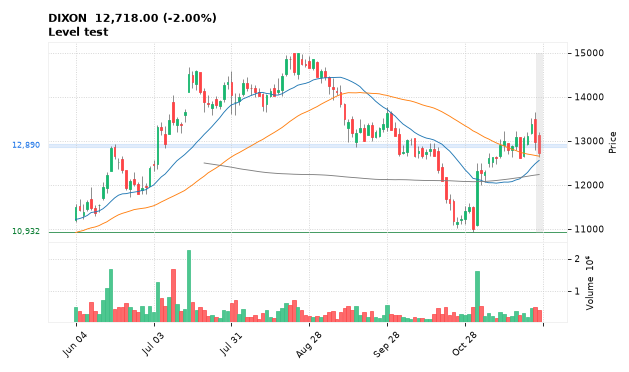 DIXON 12,718.00 (-2.00%)
Level test
15000
14000
13000
12,890
12000
11000
10,932
Price
2
1
Volume 10⁶
Jun 04
Jul 03
Jul 31
Aug 28
Sep 28
Oct 28